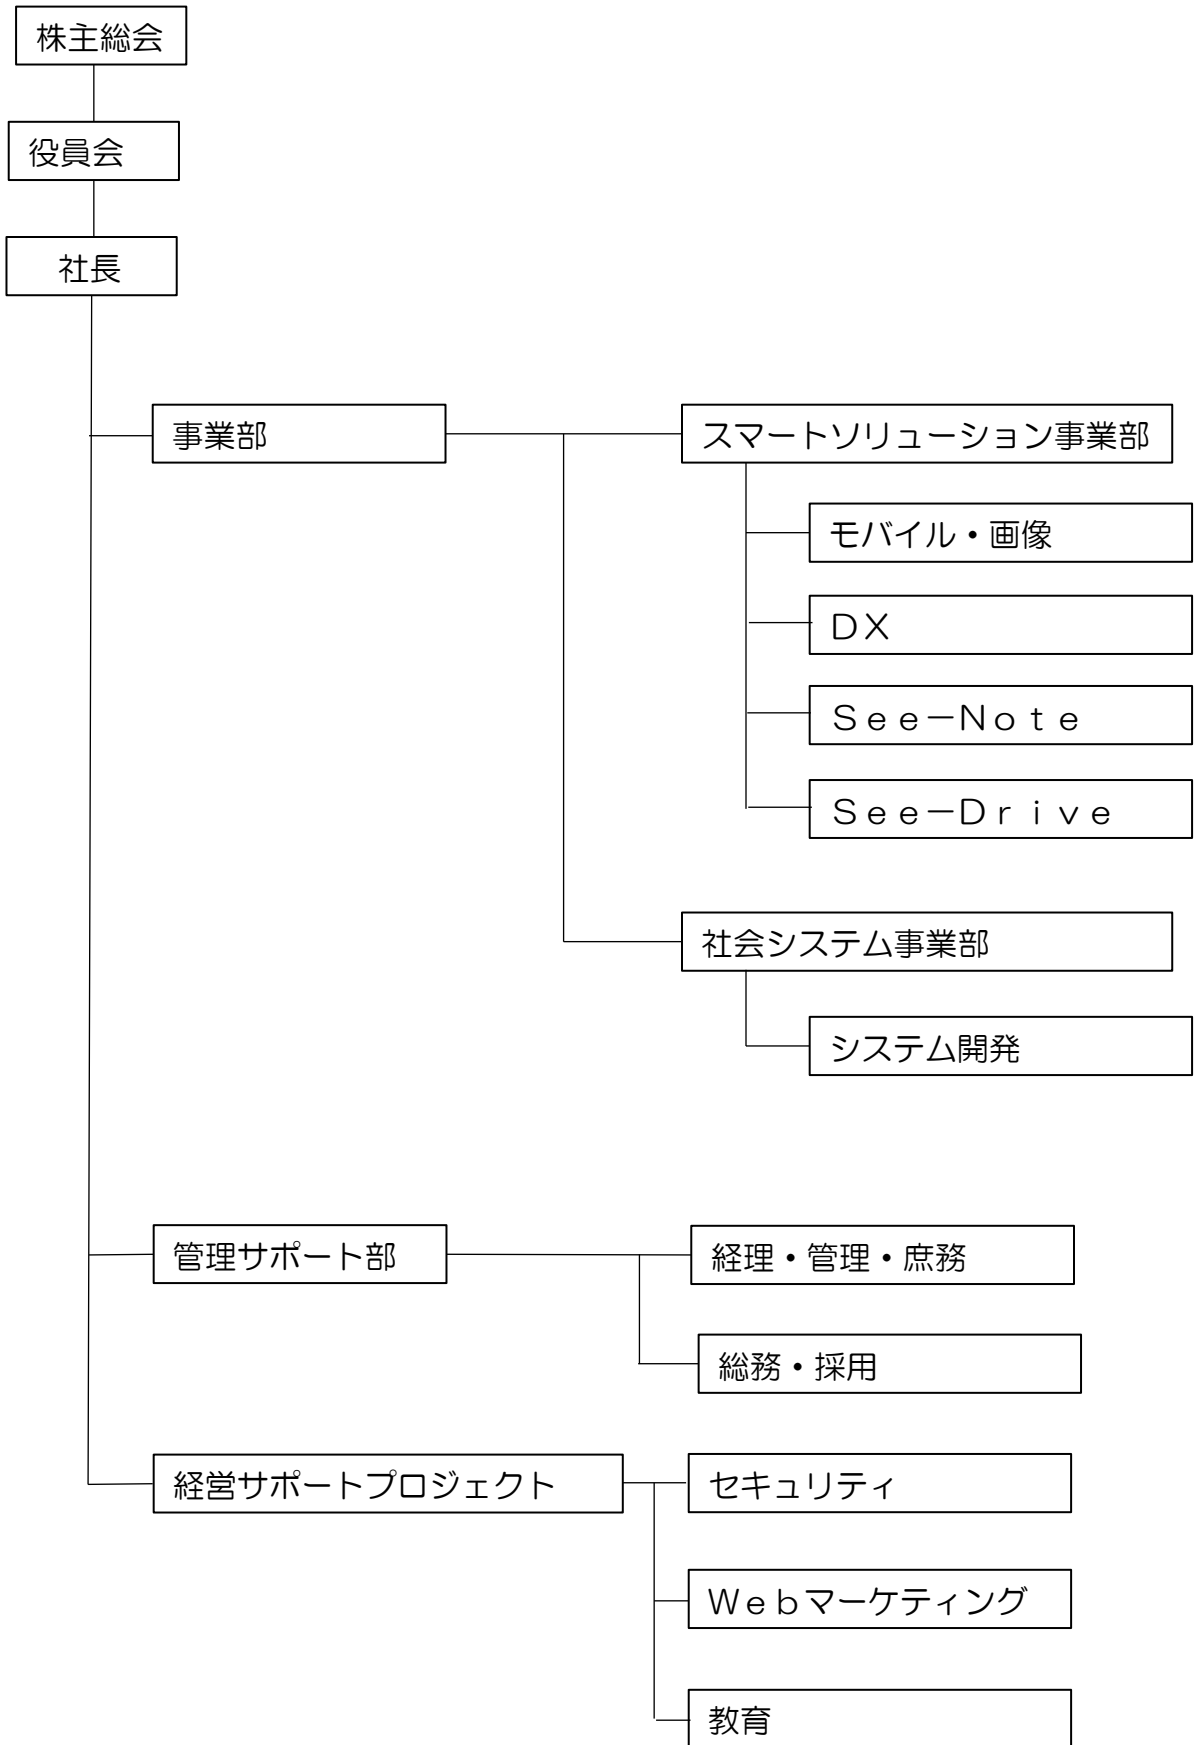 株主総会
役員会
社長
事業部
スマートソリューション事業部
モバイル・画像
ＤＸ
Ｓｅｅ－Ｎｏｔｅ
Ｓｅｅ－Ｄｒｉｖｅ
社会システム事業部
システム開発
管理サポート部
経理・管理・庶務
総務・採用
経営サポートプロジェクト
セキュリティ
Ｗｅｂマーケティング
教育